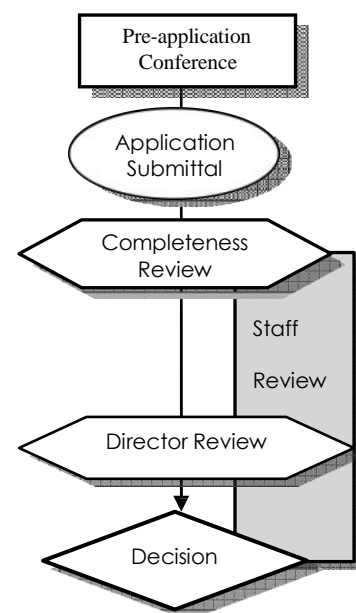 Pre-application
Conference
Application
Submittal
Completeness
Review
Staff
Review
Director Review
Decision